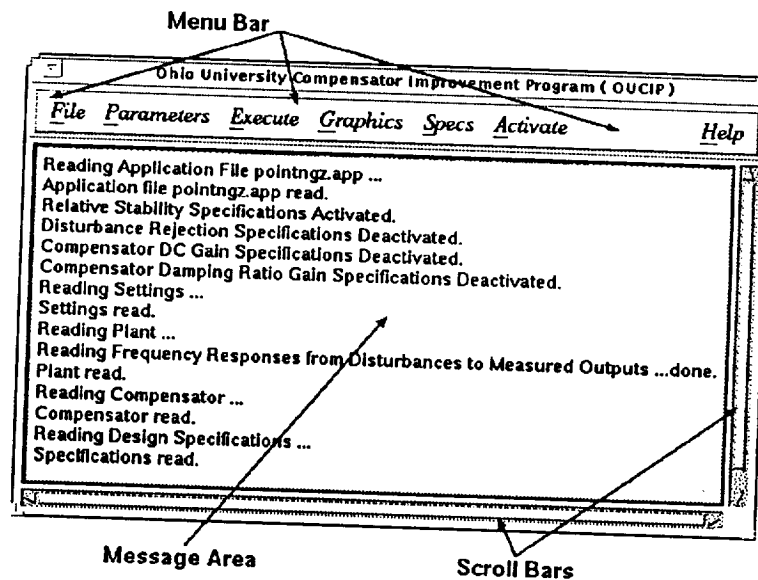 Menu Bar
Ohio University Compensator Improvement Program ( OUCIP )
File Parameters Execute Graphics Specs Activate Help
Reading Application File pointngz.app ...
Application file pointngz.app read.
Relative Stability Specifications Activated.
Disturbance Rejection Specifications Deactivated.
Compensator DC Gain Specifications Deactivated.
Compensator Damping Ratio Gain Specifications Deactivated.
Reading Settings ...
Settings read.
Reading Plant ...
Reading Frequency Responses from Disturbances to Measured Outputs ...done.
Plant read.
Reading Compensator ...
Compensator read.
Reading Design Specifications ...
Specifications read.
Message Area
Scroll Bars